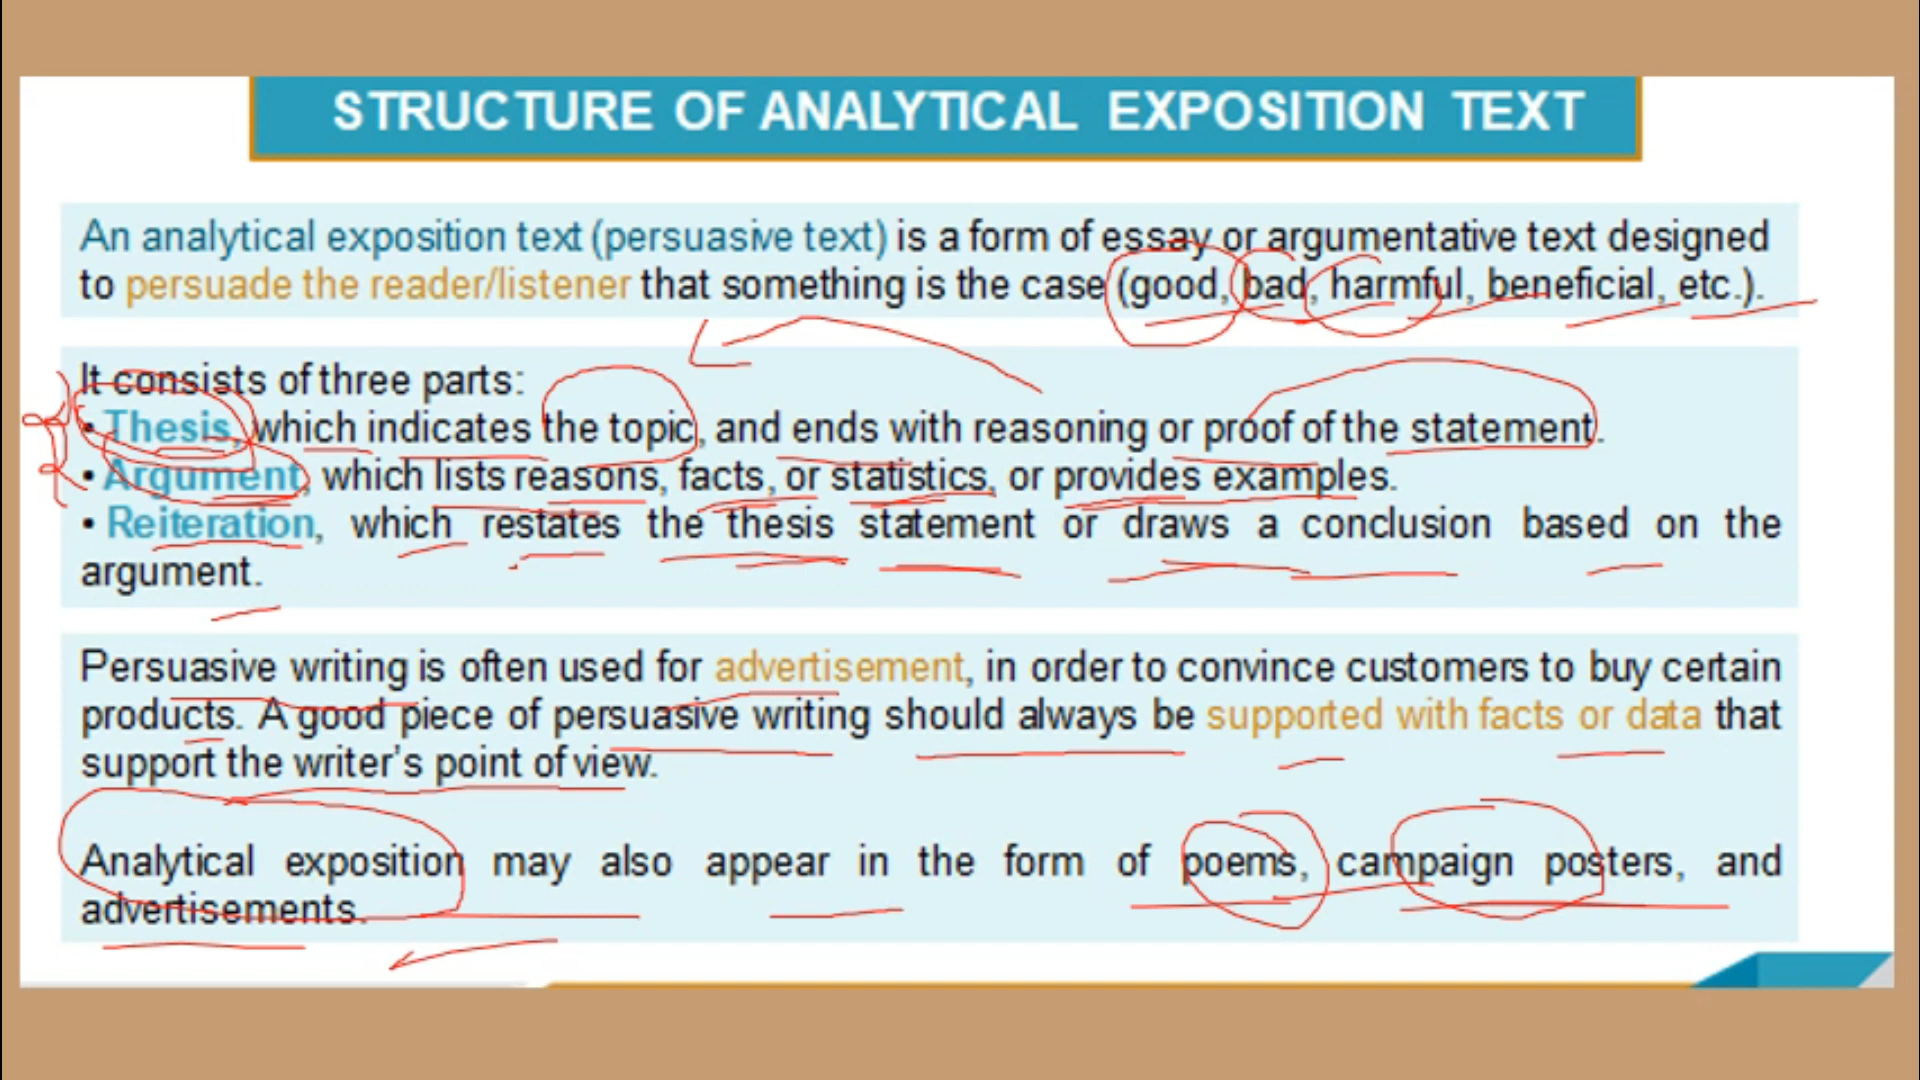 STRUCTURE OF ANALYTICAL EXPOSITION TEXT
An analytical exposition text (persuasive text) is a form of essay or argumentative text designed
to persuade the reader/listener that something is the case (good, bad, harmful, beneficial, etc.).
It consists of three parts:
• Thesis, which indicates the topic, and ends with reasoning or proof of the statement.
• Argument, which lists reasons, facts, or statistics, or provides examples.
• Reiteration, which restates the thesis statement or draws a conclusion based on the
argument.
Persuasive writing is often used for advertisement, in order to convince customers to buy certain
products. A good piece of persuasive writing should always be supported with facts or data that
support the writer's point of view.
Analytical exposition may also appear in the form of poems, campaign posters, and
advertisements.